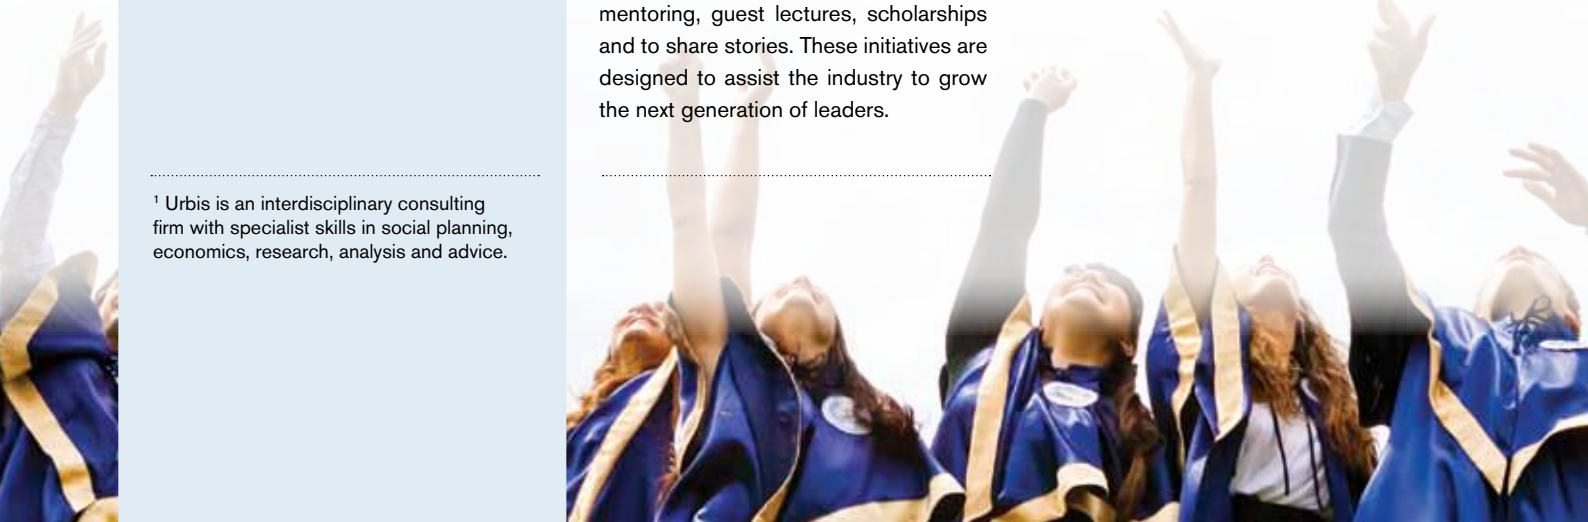 mentoring, guest lectures, scholarships
and to share stories. These initiatives are
designed to assist the industry to grow
the next generation of leaders.
¹ Urbis is an interdisciplinary consulting
firm with specialist skills in social planning,
economics, research, analysis and advice.